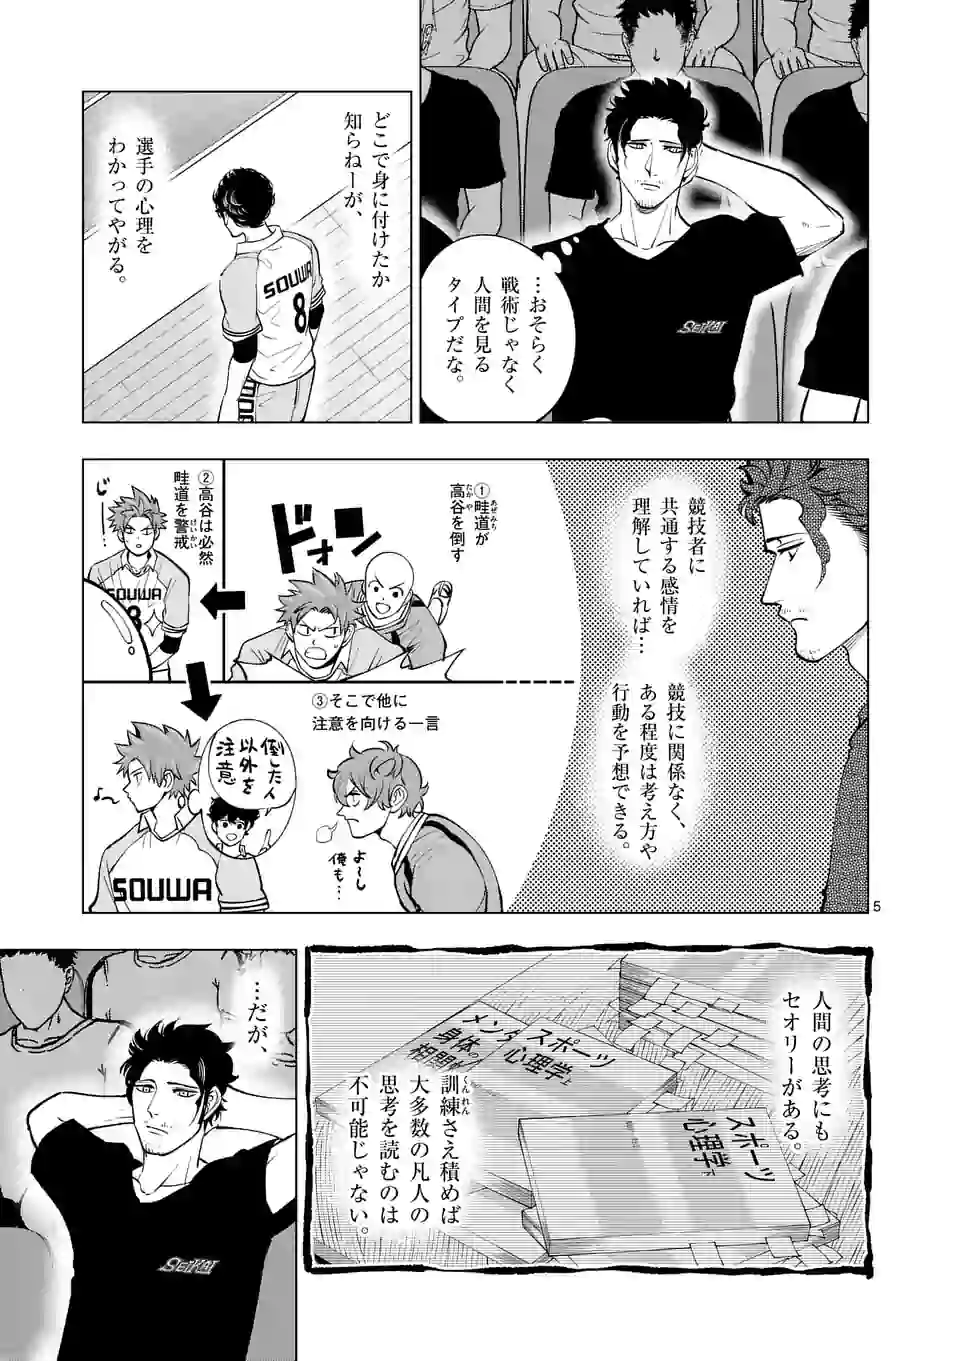 …おそらく
戦術じゃなく
人間を見る
タイプだな。
SEIKAI
どこで身に付けたか
知らねーが、
選手の心理を
わかってやがる。
SOUWA
8
競技者に
共通する感情を
理解していれば…
競技に関係なく、
ある程度は考え方や
行動を予想できる。
①畦道が
高谷を倒す
ドォン
②高谷は必然
畦道を警戒
じ…
SOUWA
8
③そこで他に
注意を向ける一言
倒した人
以外を
注意
よ〜し
俺も…
SOUWA
5
人間の思考にも
セオリーがある。
スポーツ
心理学上
身体の
スポーツ
心理学下
訓練さえ積めば
大多数の凡人の
思考を読むのは
不可能じゃない。
…だが、
SEIKAI